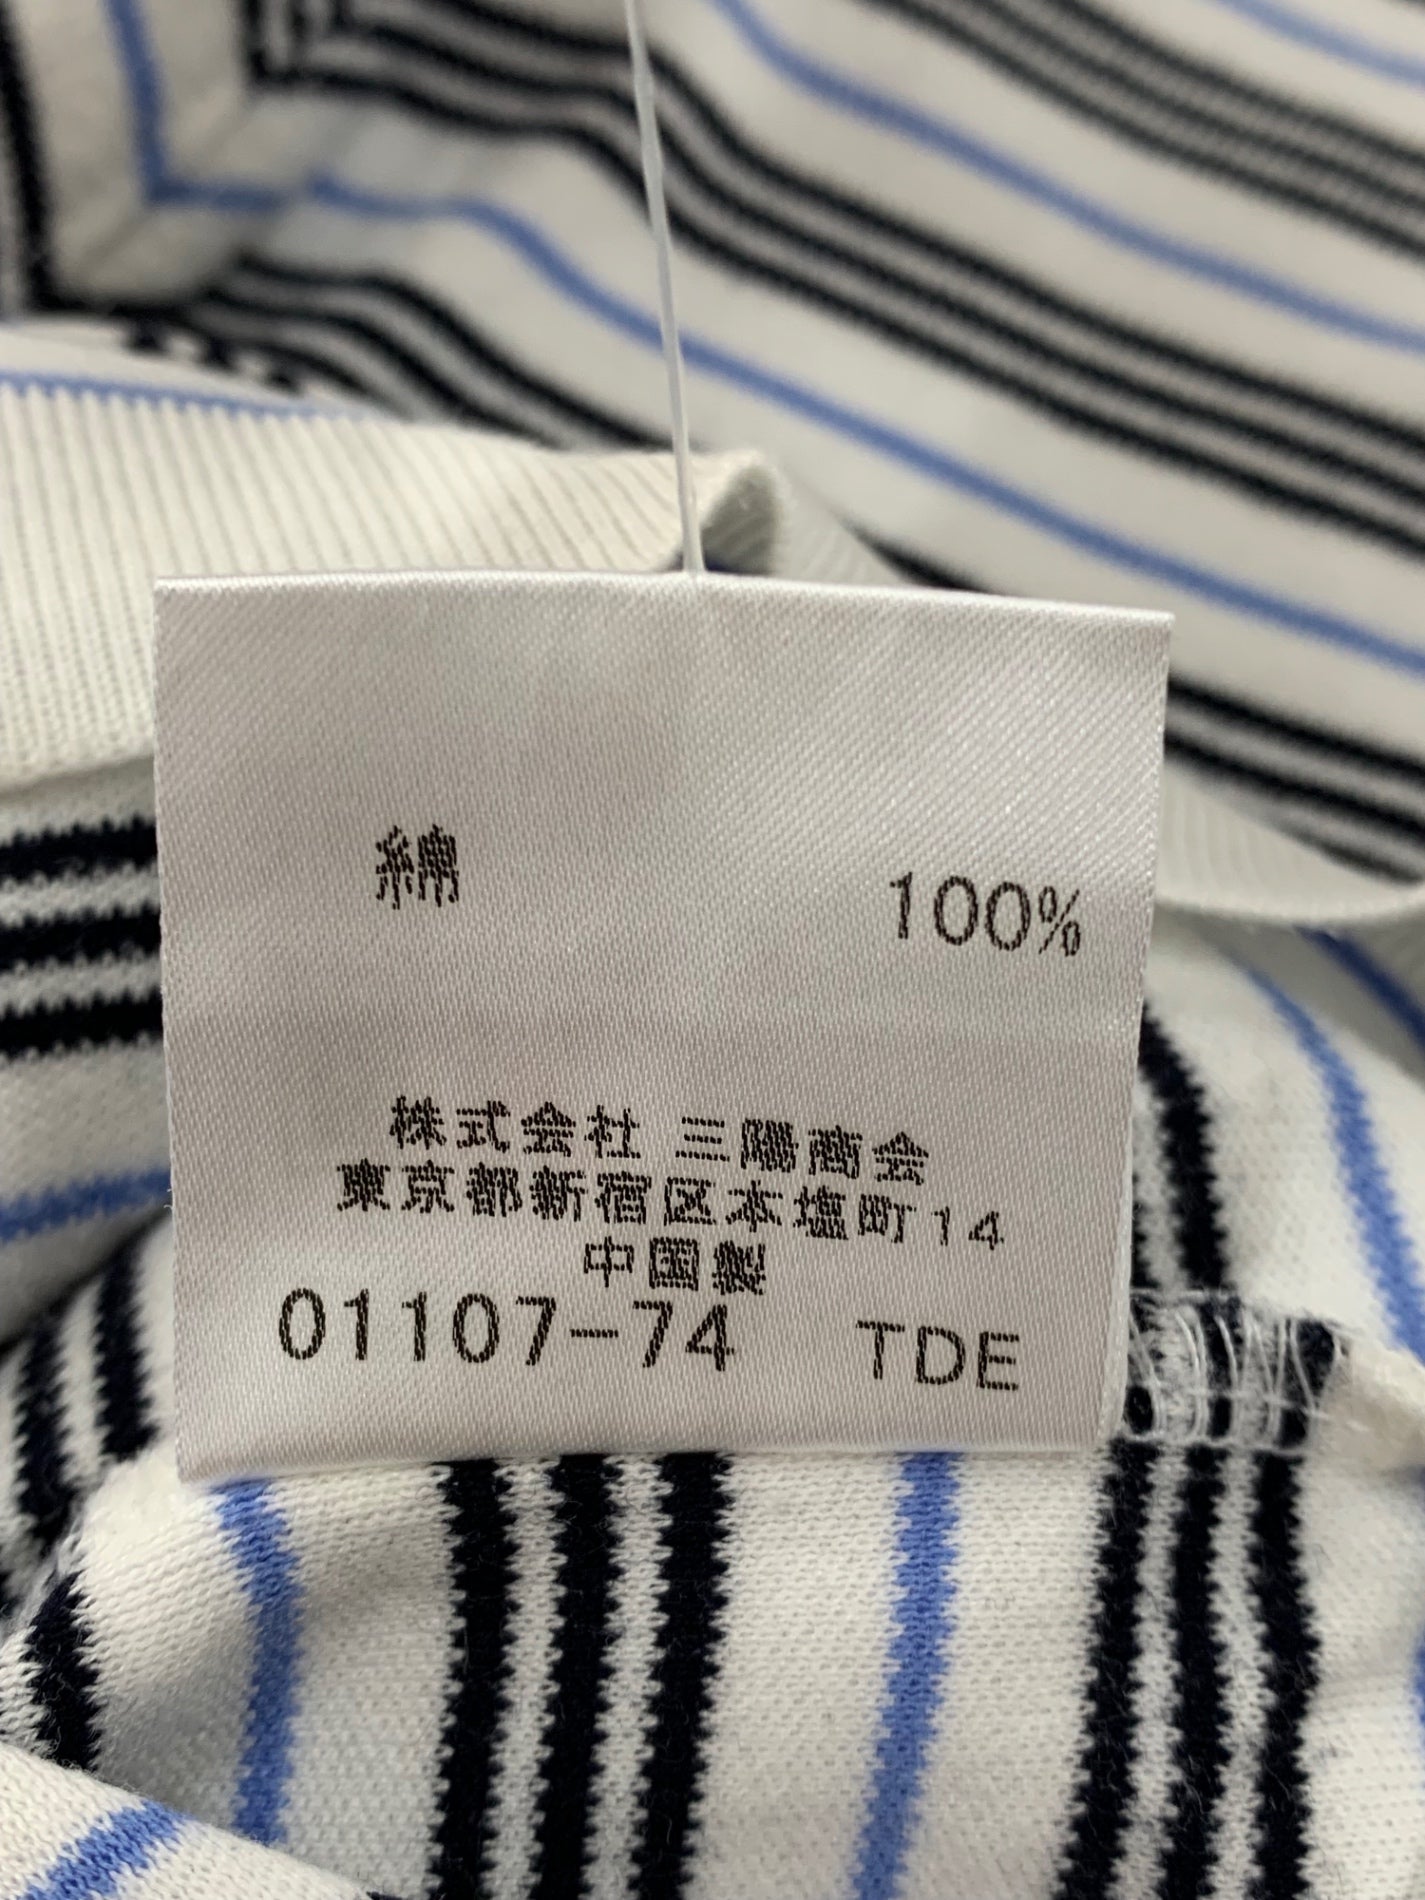 綿 100%
株式会社 三陽商会
東京都新宿区本塩町14
中国製
01107-74 TDE